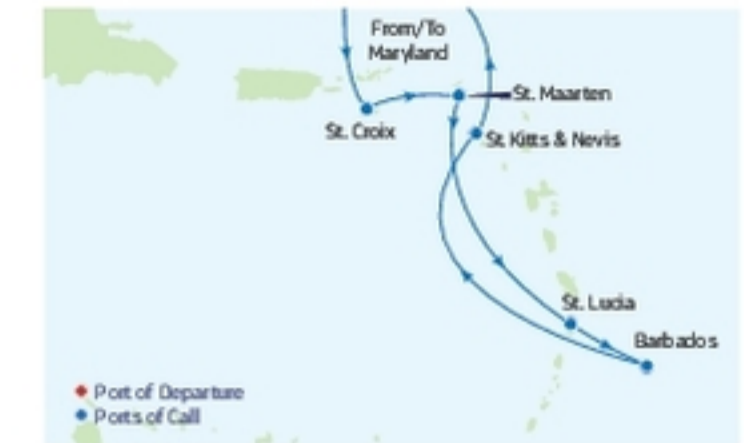 From/To
Maryland
St. Maarten
St. Croix
St. Kitts & Nevis
St. Lucia
Barbados
Port of Departure
Ports of Call